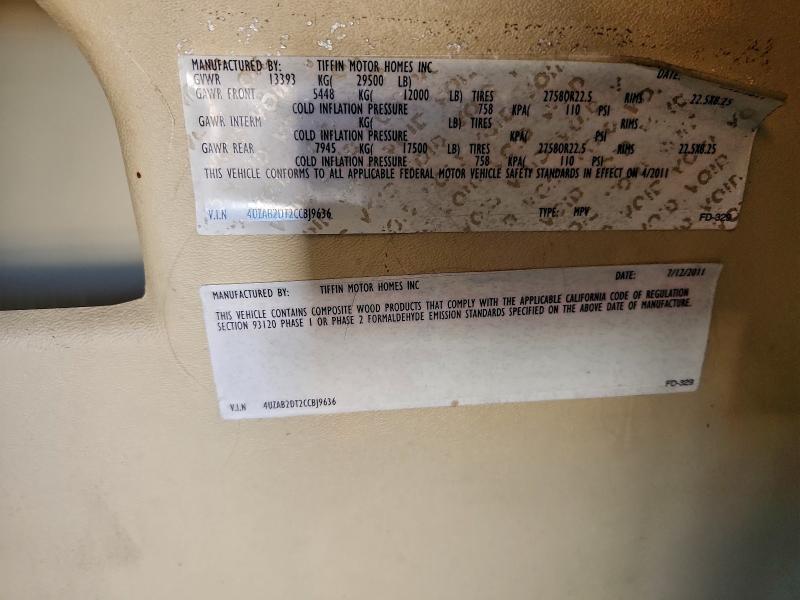 MANUFACTURED BY: TIFFIN MOTOR HOMES INC DATE:
GVWR 13393 KG( 29500 LB)
GAWR FRONT 5448 KG( 12000 LB) TIRES 27580R22.5 RIMS 22.5X8.25
COLD INFLATION PRESSURE 758 KPA( 110 PSI
GAWR INTERM KG( LB) TIRES RIMS
COLD INFLATION PRESSURE KPA( PSI
GAWR REAR 7945 KG( 17500 LB) TIRES 27580R22.5 RIMS 22.5X8.25
COLD INFLATION PRESSURE 758 KPA( 110 PSI
THIS VEHICLE CONFORMS TO ALL APPLICABLE FEDERAL MOTOR VEHICLE SAFETY STANDARDS IN EFFECT ON 4/2011
V.I.N 4UZAB2DT2CCBJ9636 TYPE: MPV FD-329
MANUFACTURED BY: TIFFIN MOTOR HOMES INC DATE: 7/12/2011
THIS VEHICLE CONTAINS COMPOSITE WOOD PRODUCTS THAT COMPLY WITH THE APPLICABLE CALIFORNIA CODE OF REGULATION
SECTION 93120 PHASE 1 OR PHASE 2 FORMALDEHYDE EMISSION STANDARDS SPECIFIED ON THE ABOVE DATE OF MANUFACTURE.
FD-329
V.I.N 4UZAB2DT2CCBJ9636